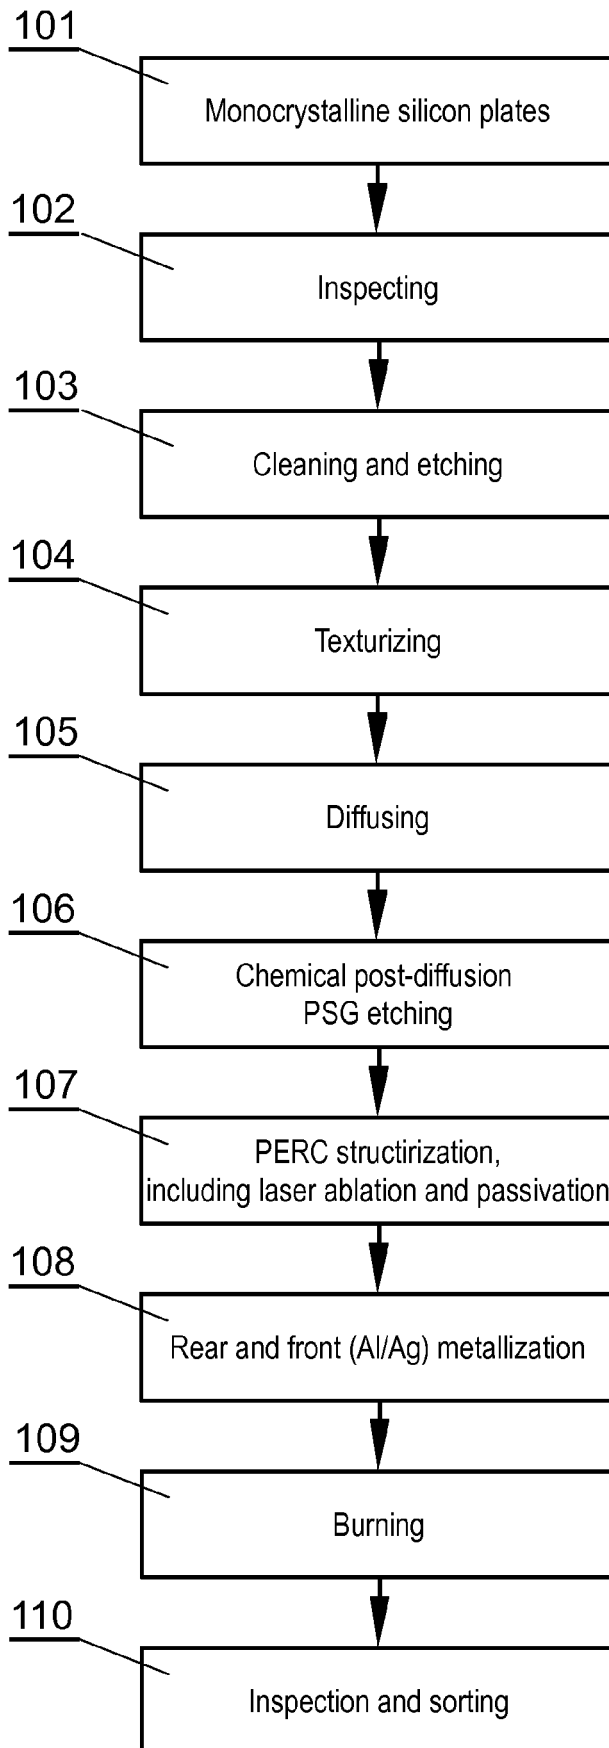 101
Monocrystalline silicon plates
102
Inspecting
103
Cleaning and etching
104
Texturizing
105
Diffusing
106
Chemical post-diffusion
PSG etching
107
PERC structirization,
including laser ablation and passivation
108
Rear and front (Al/Ag) metallization
109
Burning
110
Inspection and sorting